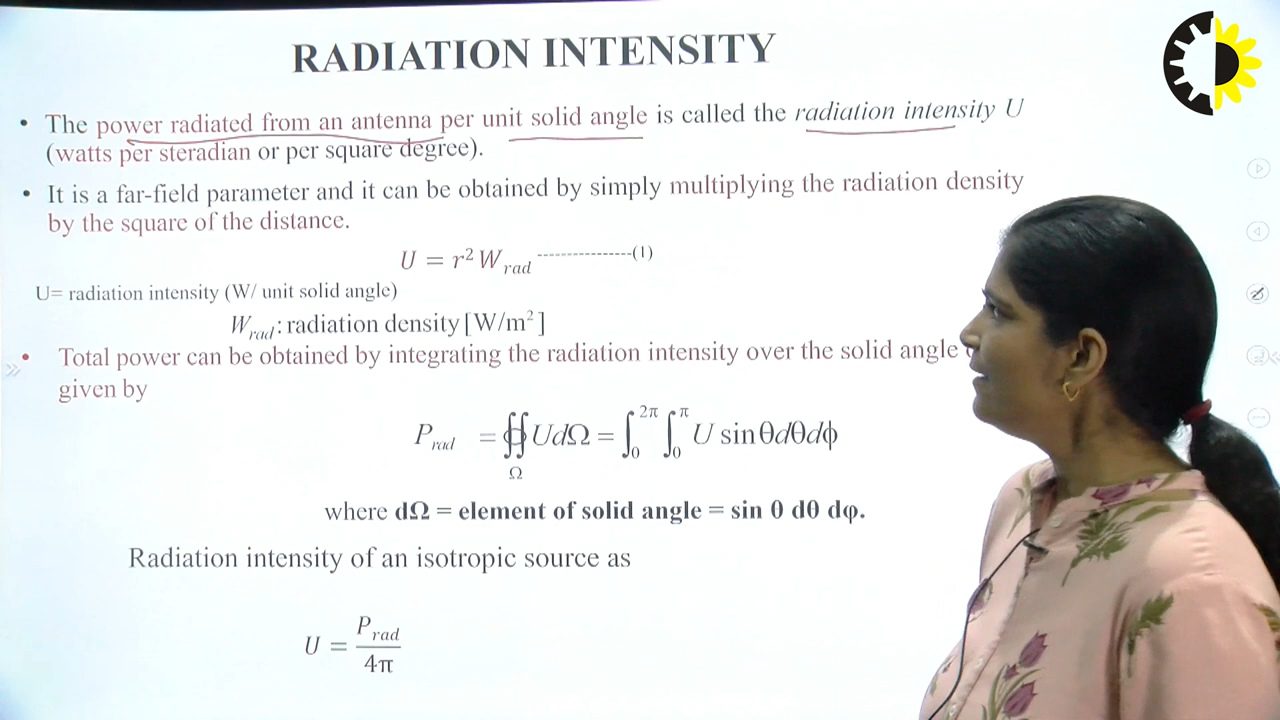 RADIATION INTENSITY
• The power radiated from an antenna per unit solid angle is called the radiation intensity U
(watts per steradian or per square degree).
• It is a far-field parameter and it can be obtained by simply multiplying the radiation density
by the square of the distance.
U = r² W_rad ----------------(1)
U= radiation intensity (W/ unit solid angle)
W_rad : radiation density [W/m²]
• Total power can be obtained by integrating the radiation intensity over the solid angle
given by
P_rad = ∯_Ω UdΩ = ∫₀^2π ∫₀^π U sinθdθdϕ
where dΩ = element of solid angle = sin θ dθ dφ.
Radiation intensity of an isotropic source as
U = P_rad / 4π